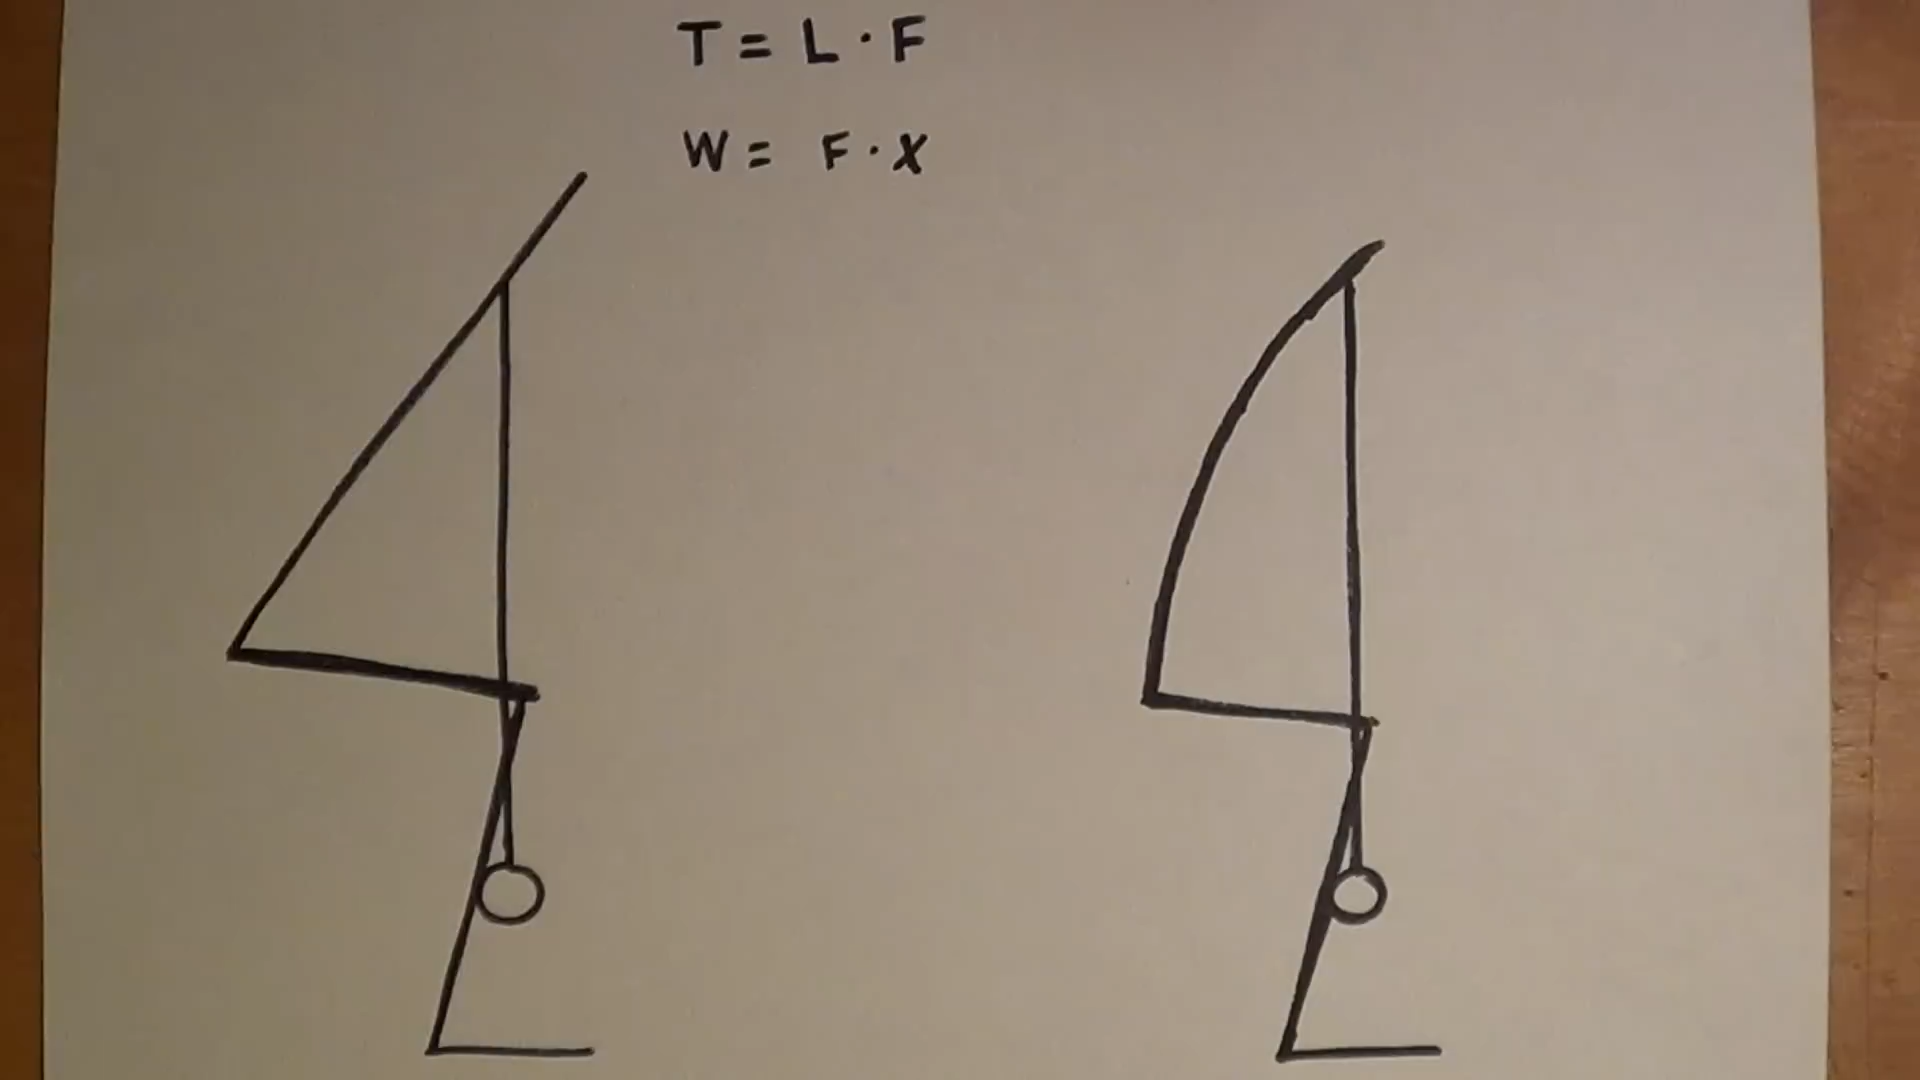 T = L · F
W = F · X